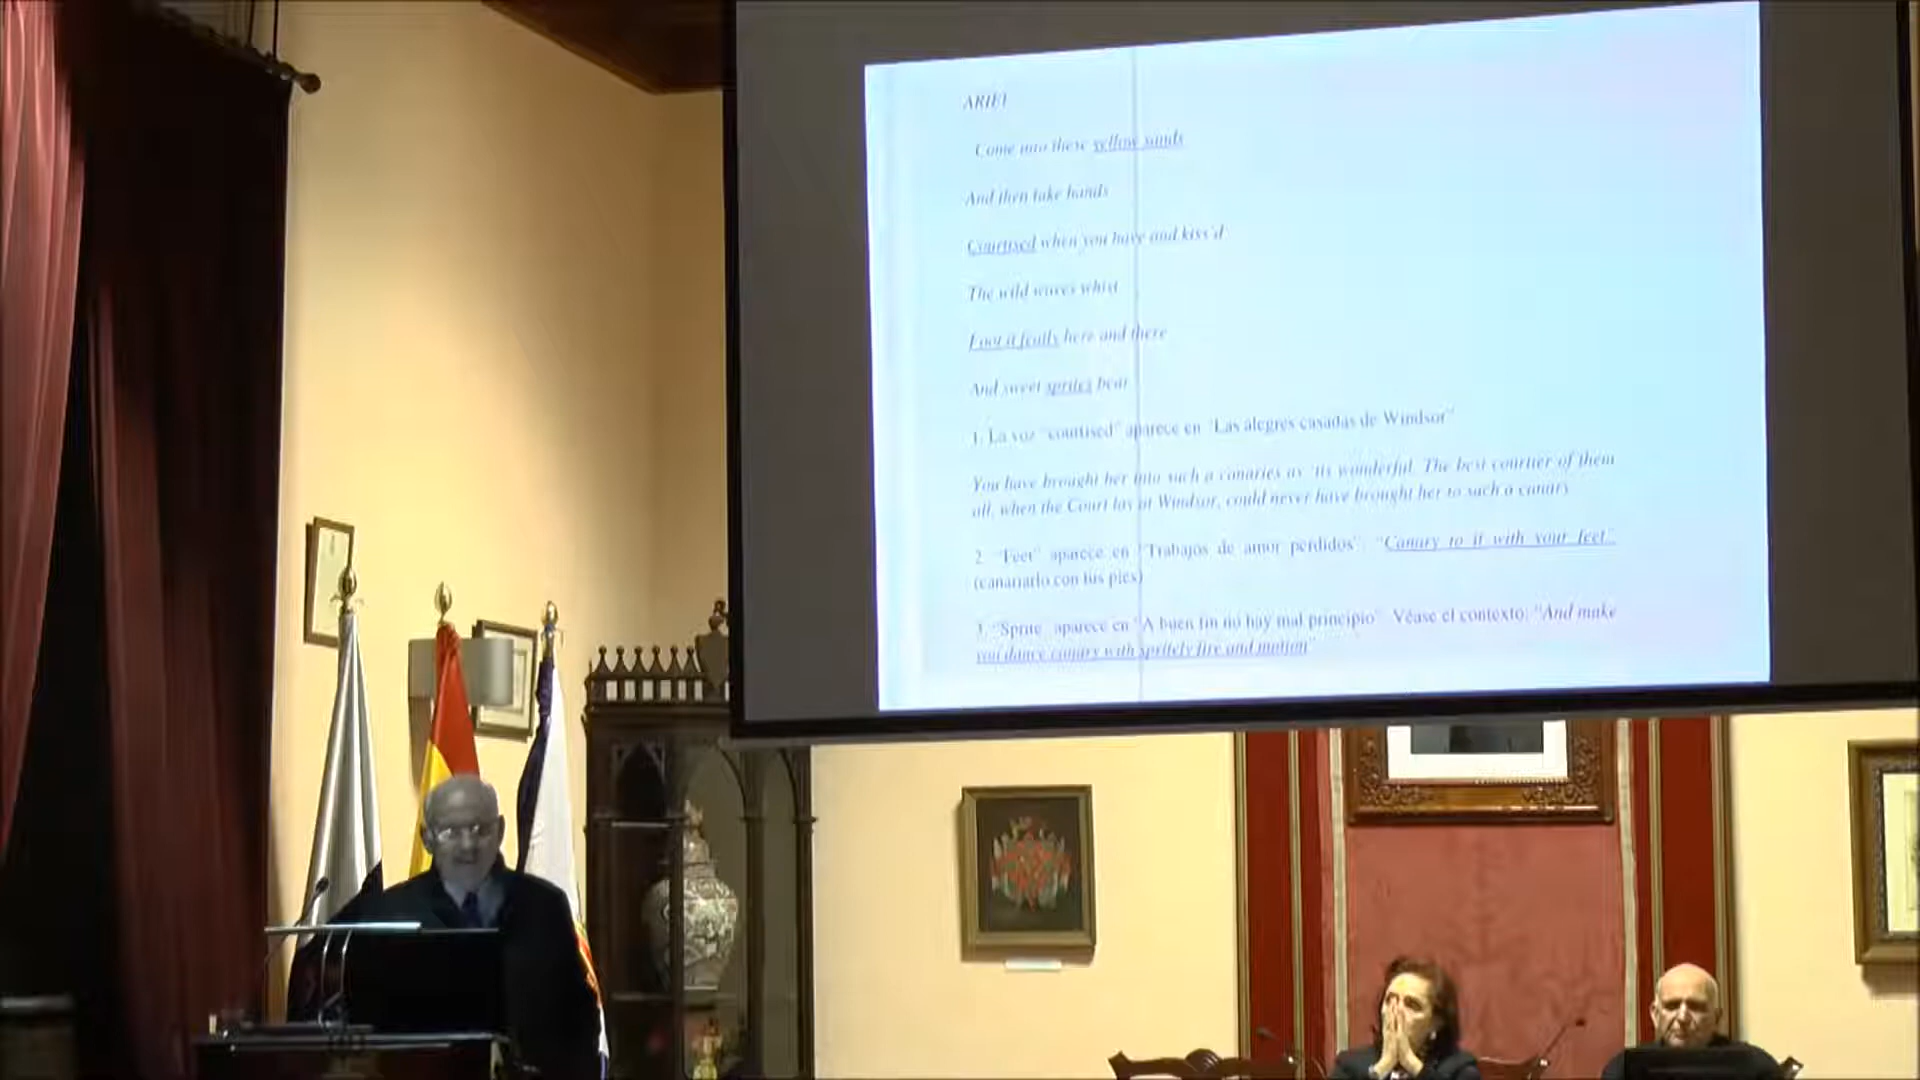 ARIEL
Come into these yellow sands
And then take hands
Courtised when you have and kiss'd
The wild waves whist
Foot it featly here and there
And sweet sprites bear
1. La voz "courtised" aparece en "Las alegres casadas de Windsor"
You have brought her into such a canaries as 'tis wonderful. The best courtier of them
all, when the Court lay at Windsor, could never have brought her to such a canary
2. "Feet" aparece en "Trabajos de amor perdidos": "Canary to it with your feet"
(canariarlo con tus pies)
3. "Sprite" aparece en "A buen fin no hay mal principio". Véase el contexto: "And make
you dance canary with spritely fire and motion"